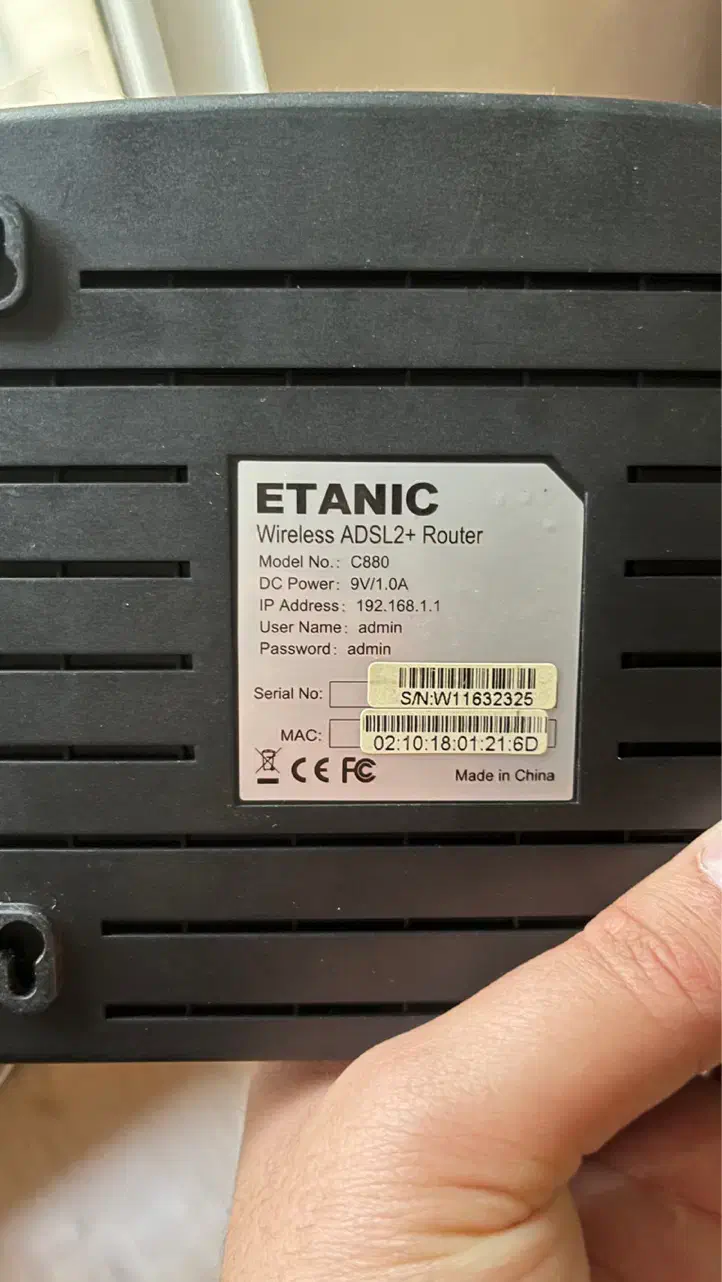 ETANIC
Wireless ADSL2+ Router
Model No.: C880
DC Power: 9V/1.0A
IP Address: 192.168.1.1
User Name: admin
Password: admin
Serial No: S/N:W11632325
MAC: 02:10:18:01:21:6D
CE FC Made in China